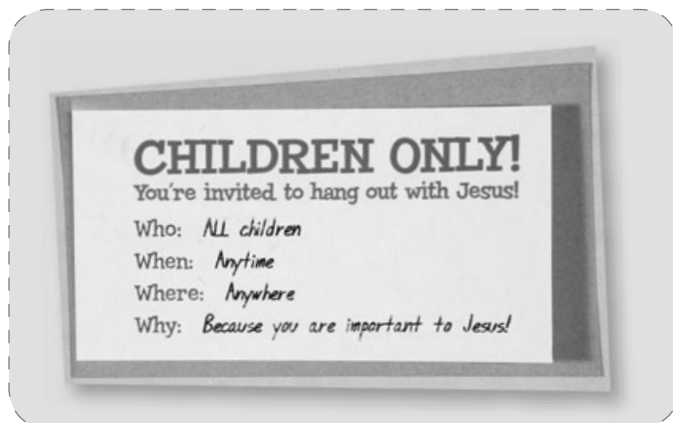 CHILDREN ONLY!
You're invited to hang out with Jesus!
Who: ALL children
When: Anytime
Where: Anywhere
Why: Because you are important to Jesus!